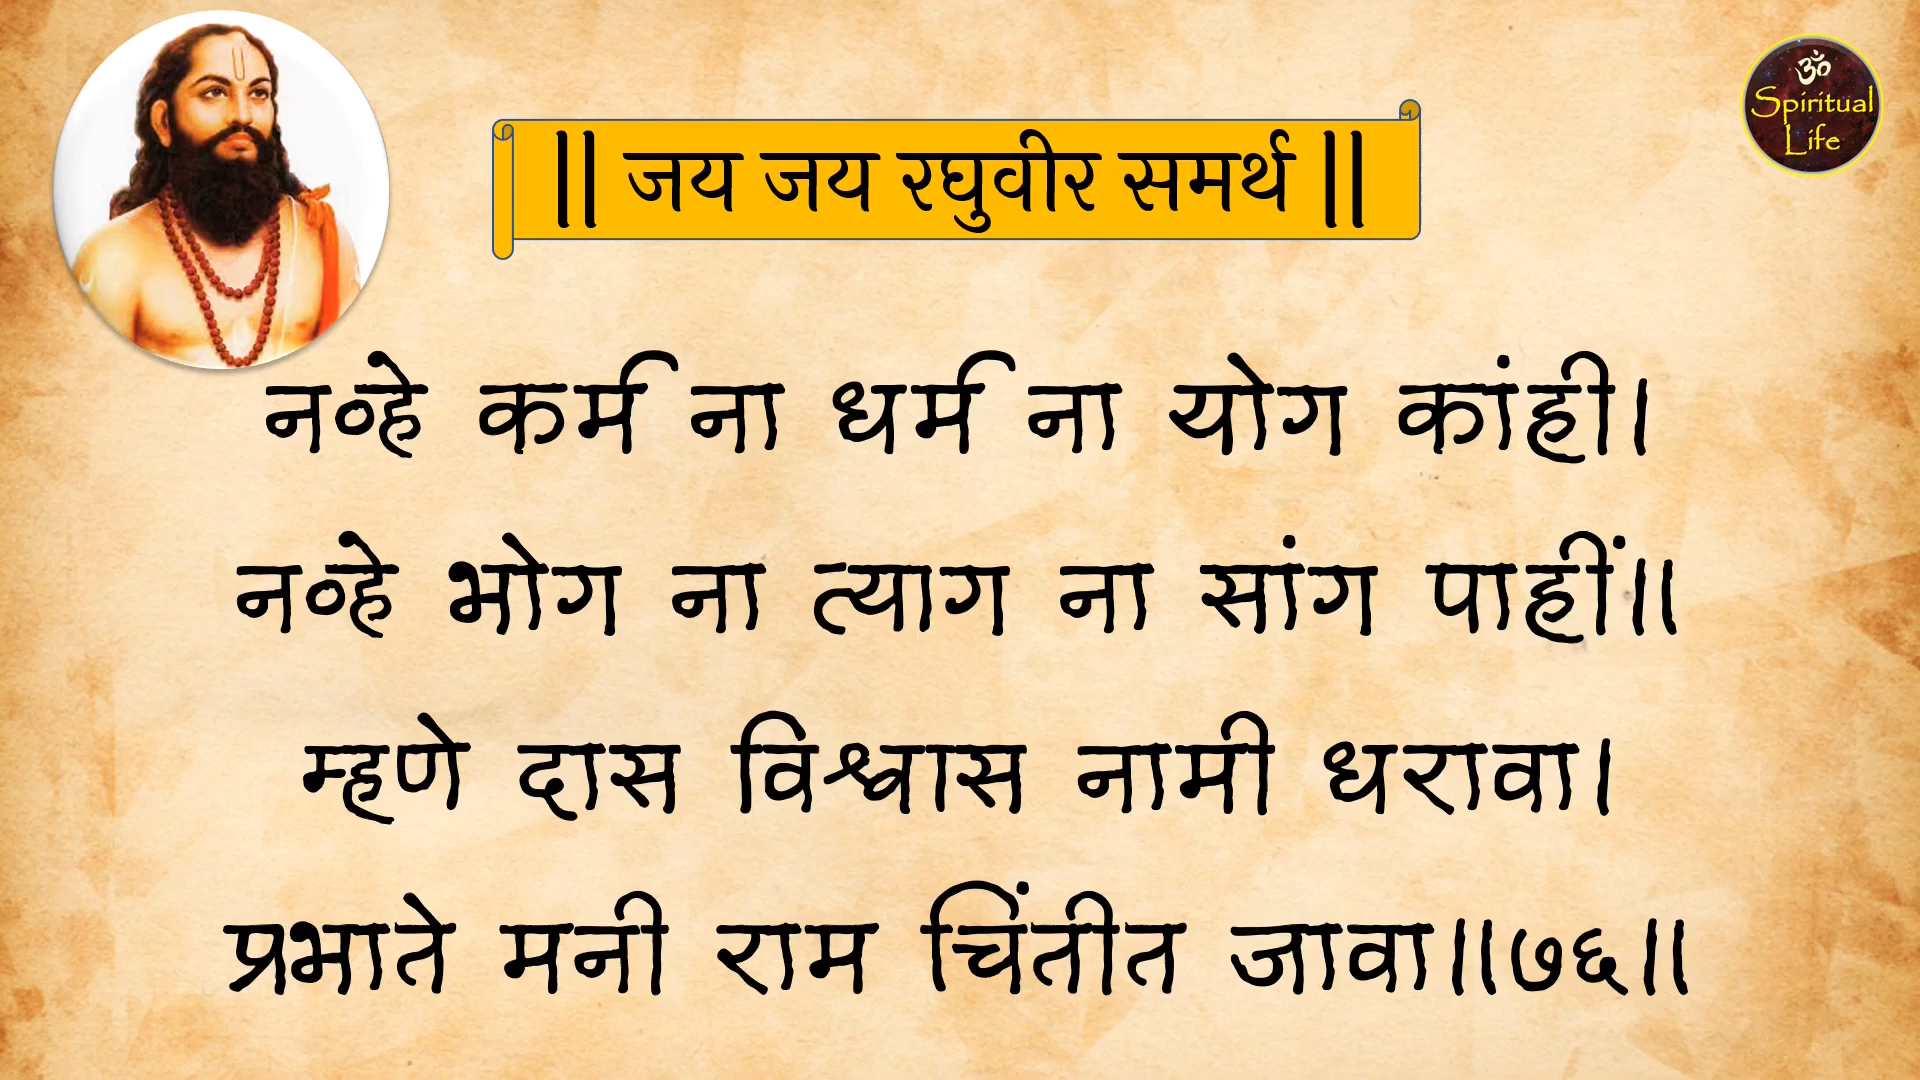 ॐ
Spiritual
Life
|| जय जय रघुवीर समर्थ ||
नव्हे कर्म ना धर्म ना योग कांही।
नव्हे भोग ना त्याग ना सांग पाहीं॥
म्हणे दास विश्वास नामी धरावा।
प्रभाते मनी राम चिंतीत जावा॥७६॥